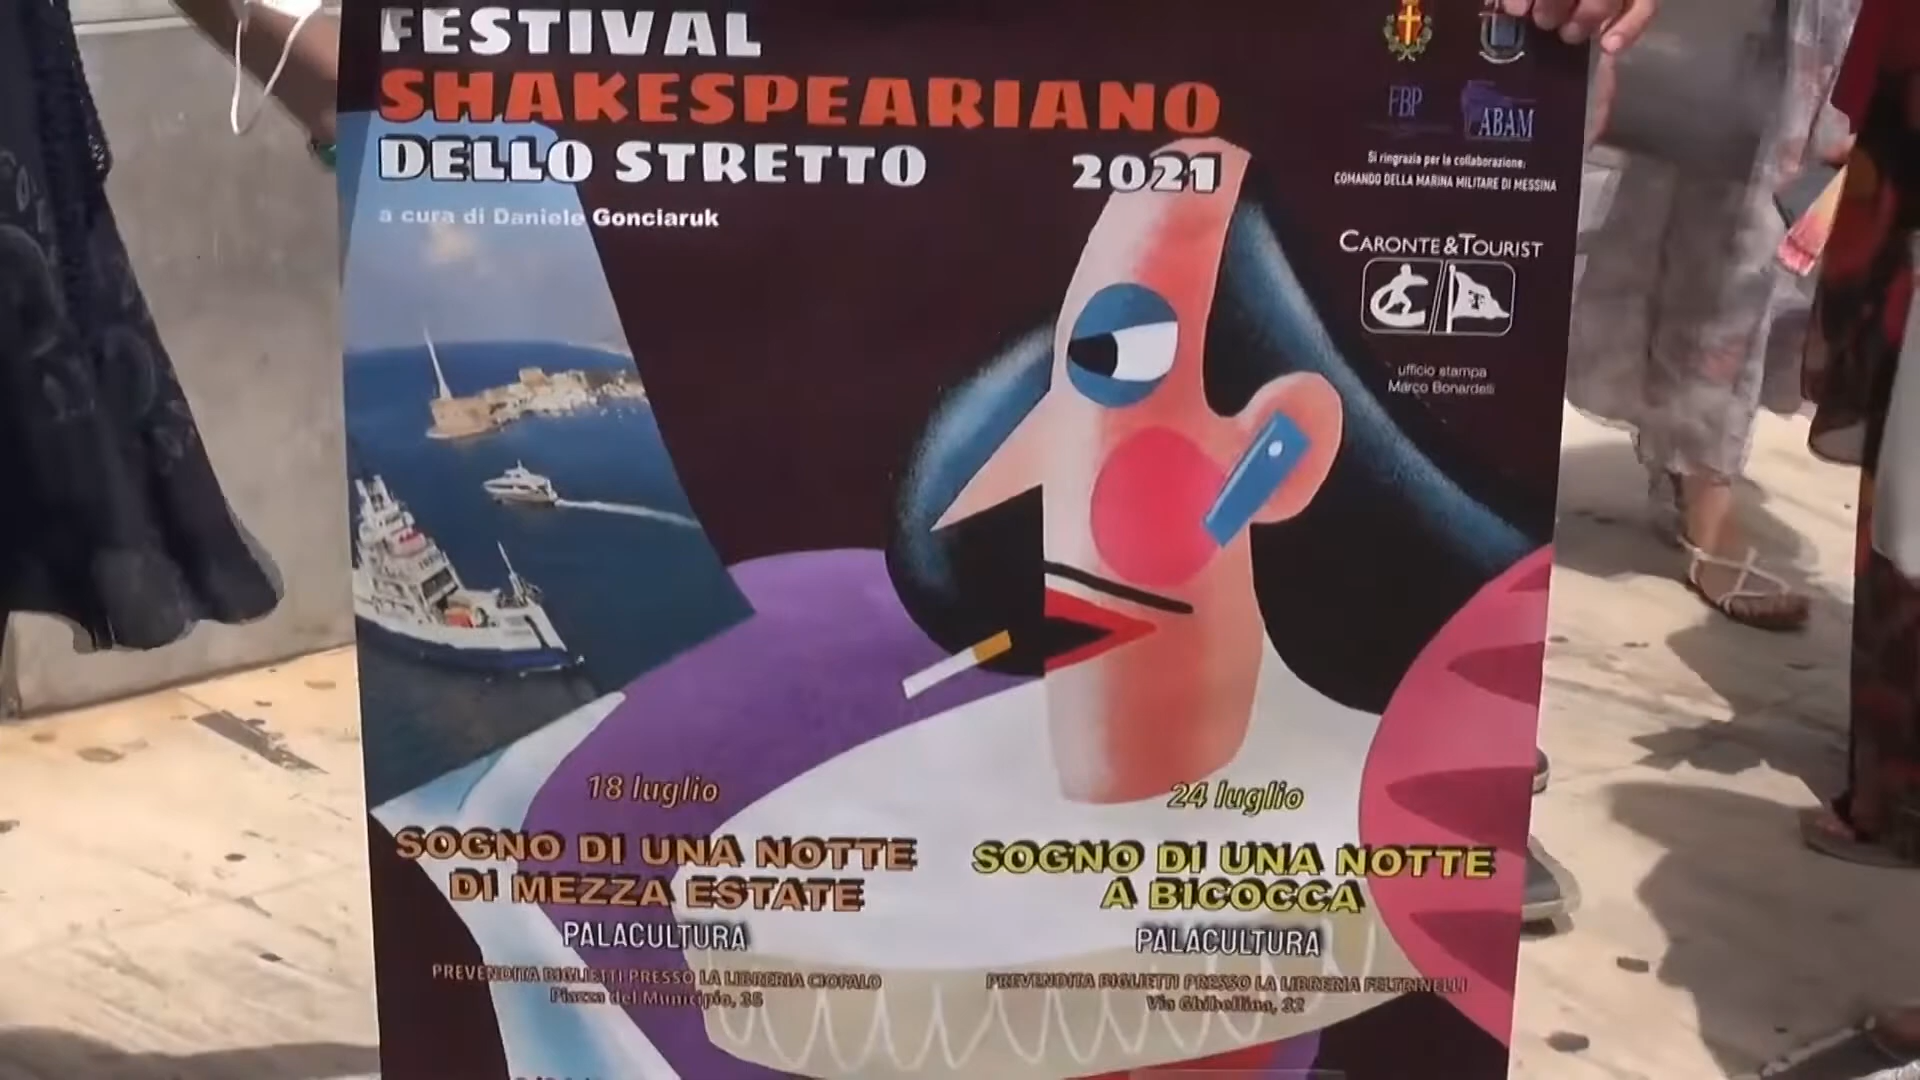 FESTIVAL
SHAKESPEARIANO
DELLO STRETTO 2021
a cura di Daniele Gonciaruk
FBP
ABAM
Si ringrazia per la collaborazione:
COMANDO DELLA MARINA MILITARE DI MESSINA
CARONTE & TOURIST
ufficio stampa
Marco Bonardelli
18 luglio
SOGNO DI UNA NOTTE
DI MEZZA ESTATE
PALACULTURA
PREVENDITA BIGLIETTI PRESSO LA LIBRERIA CIOFALO
Piazza del Municipio, 36
24 luglio
SOGNO DI UNA NOTTE
A BICOCCA
PALACULTURA
PREVENDITA BIGLIETTI PRESSO LA LIBRERIA FELTRINELLI
Via Ghibellina, 32